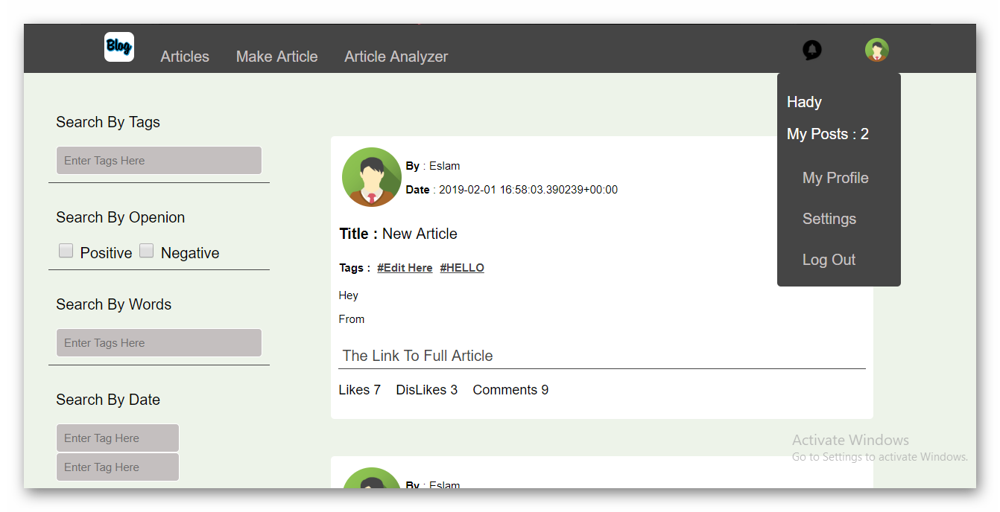 Blog
Articles
Make Article
Article Analyzer
Hady
My Posts : 2
My Profile
Settings
Log Out
Search By Tags
Enter Tags Here
Search By Openion
Positive
Negative
Search By Words
Enter Tags Here
Search By Date
Enter Tag Here
Enter Tag Here
By : Eslam
Date : 2019-02-01 16:58:03.390239+00:00
Title : New Article
Tags : #Edit Here #HELLO
Hey
From
The Link To Full Article
Likes 7 DisLikes 3 Comments 9
By : Eslam
Activate Windows
Go to Settings to activate Windows.